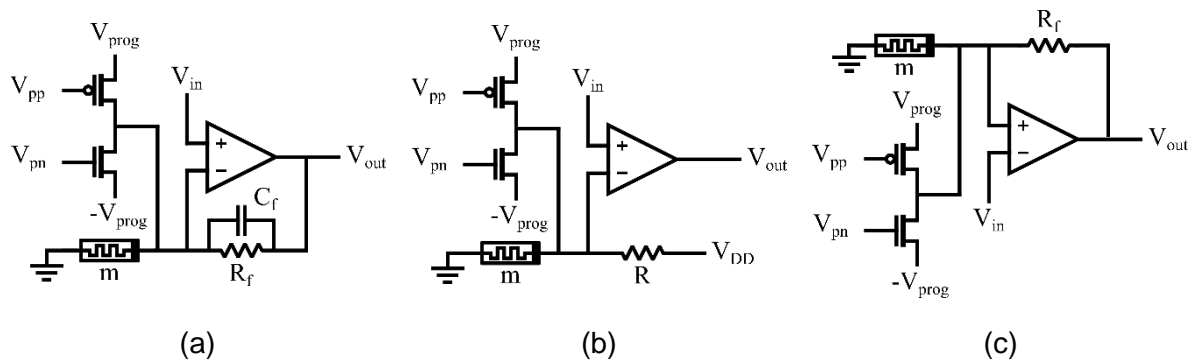 V_prog
V_pp
V_in
+
−
V_pn
V_out
-V_prog
C_f
R_f
m
(a)
V_prog
V_pp
V_in
+
−
V_pn
V_out
-V_prog
m
R
V_DD
(b)
R_f
m
V_prog
+
−
V_pp
V_out
V_in
V_pn
-V_prog
(c)